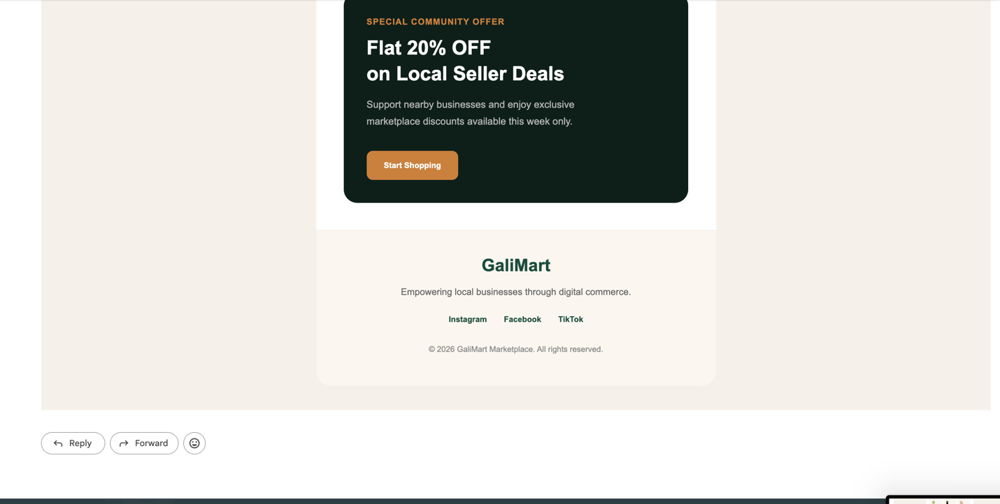 SPECIAL COMMUNITY OFFER
Flat 20% OFF
on Local Seller Deals
Support nearby businesses and enjoy exclusive
marketplace discounts available this week only.
Start Shopping
GaliMart
Empowering local businesses through digital commerce.
Instagram Facebook TikTok
© 2026 GaliMart Marketplace. All rights reserved.
Reply Forward